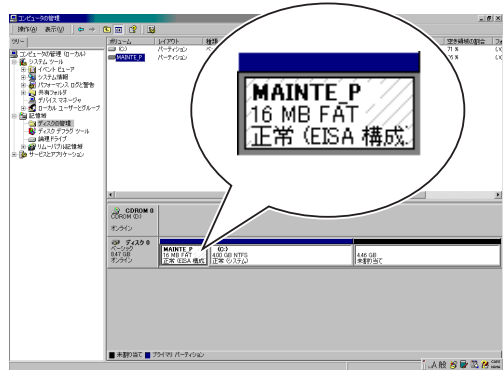 コンピュータの管理
操作(A) 表示(V)
ツリー
コンピュータの管理 (ローカル)
システム ツール
イベント ビューア
システム情報
パフォーマンス ログと警告
共有フォルダ
デバイス マネージャ
ローカル ユーザーとグループ
記憶域
ディスクの管理
ディスク デフラグ ツール
論理ドライブ
リムーバブル記憶域
サービスとアプリケーション
ボリューム レイアウト 種類 空き領域の割合
(C:) パーティション 71 %
MAINTE_P パーティション
MAINTE_P
16 MB FAT
正常 (EISA 構成
CDROM 0
CDROM (D:)
オンライン
ディスク 0
ベーシック
8.47 GB
オンライン
MAINTE_P
16 MB FAT
正常 (EISA 構成
(C:)
4.00 GB NTFS
正常 (システム)
4.46 GB
未割り当て
未割り当て プライマリ パーティション
A 般